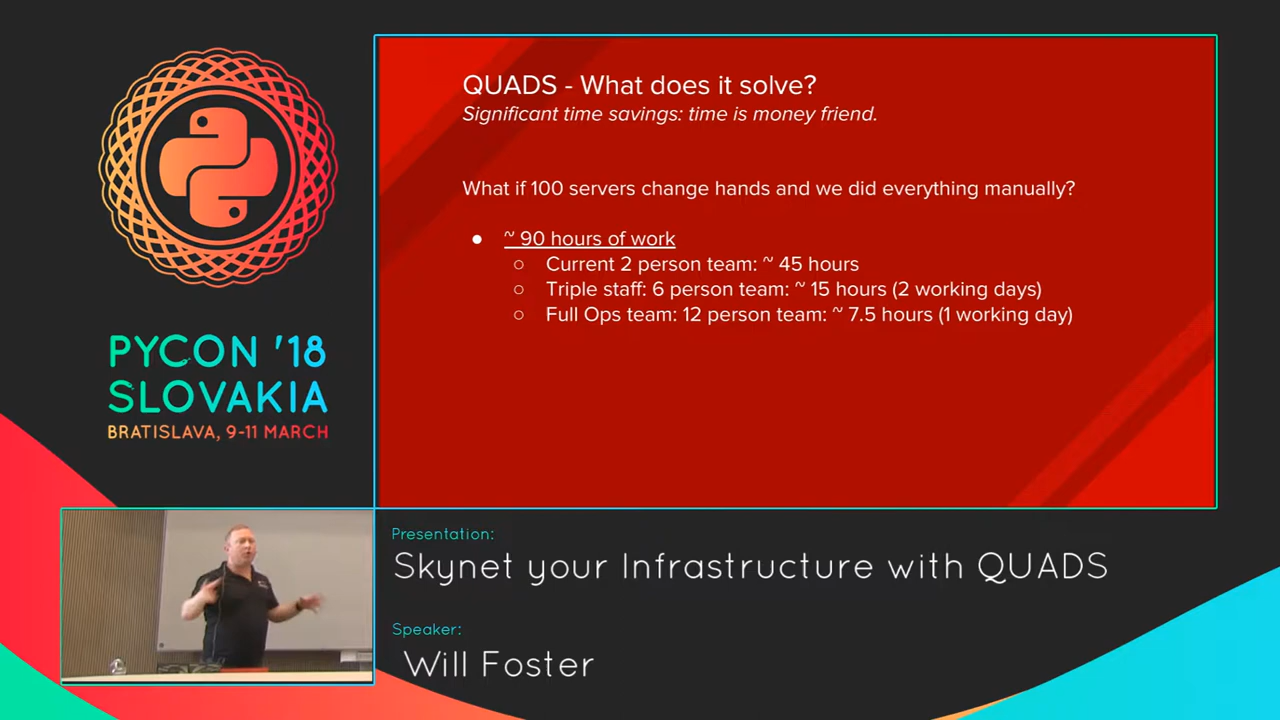 PYCON '18
SLOVAKIA
BRATISLAVA, 9-11 MARCH
QUADS - What does it solve?
Significant time savings: time is money friend.
What if 100 servers change hands and we did everything manually?
● ~ 90 hours of work
○ Current 2 person team: ~ 45 hours
○ Triple staff: 6 person team: ~ 15 hours (2 working days)
○ Full Ops team: 12 person team: ~ 7.5 hours (1 working day)
Presentation:
Skynet your Infrastructure with QUADS
Speaker:
Will Foster